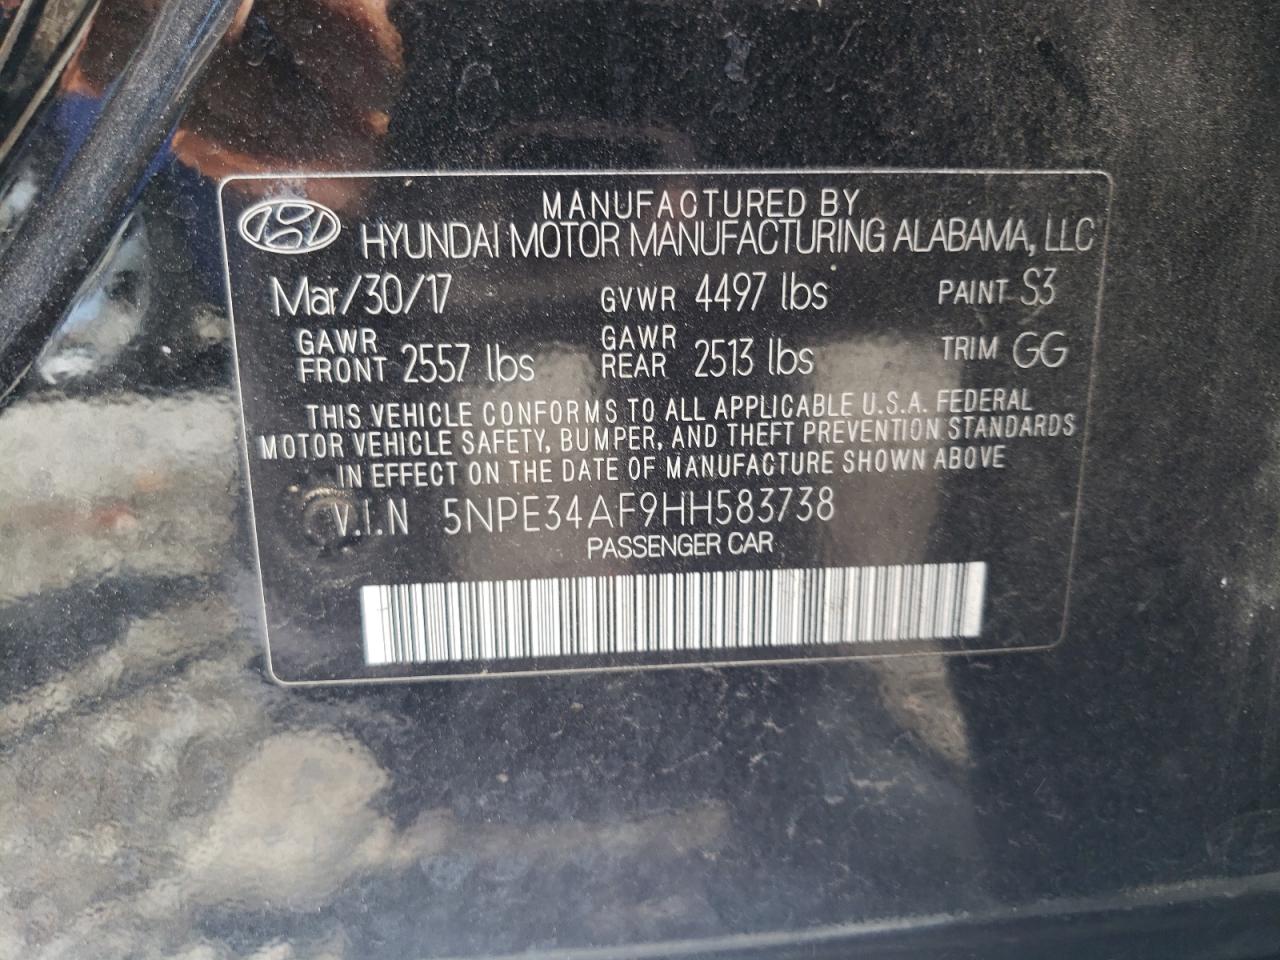 MANUFACTURED BY
HYUNDAI MOTOR MANUFACTURING ALABAMA, LLC
Mar/30/17 GVWR 4497 lbs PAINT S3
GAWR FRONT 2557 lbs GAWR REAR 2513 lbs TRIM GG
THIS VEHICLE CONFORMS TO ALL APPLICABLE U.S.A. FEDERAL
MOTOR VEHICLE SAFETY, BUMPER, AND THEFT PREVENTION STANDARDS
IN EFFECT ON THE DATE OF MANUFACTURE SHOWN ABOVE
V.I.N 5NPE34AF9HH583738
PASSENGER CAR